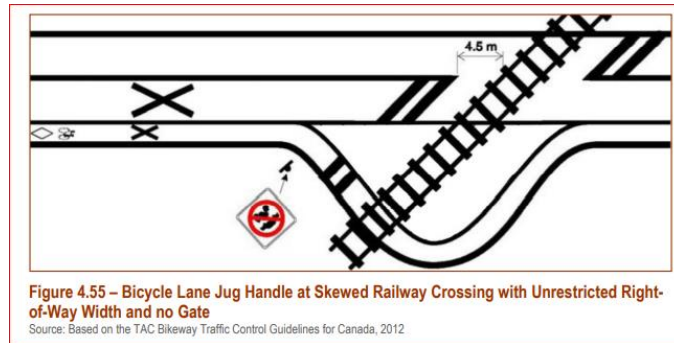 4.5 m
Figure 4.55 – Bicycle Lane Jug Handle at Skewed Railway Crossing with Unrestricted Right-
of-Way Width and no Gate
Source: Based on the TAC Bikeway Traffic Control Guidelines for Canada, 2012